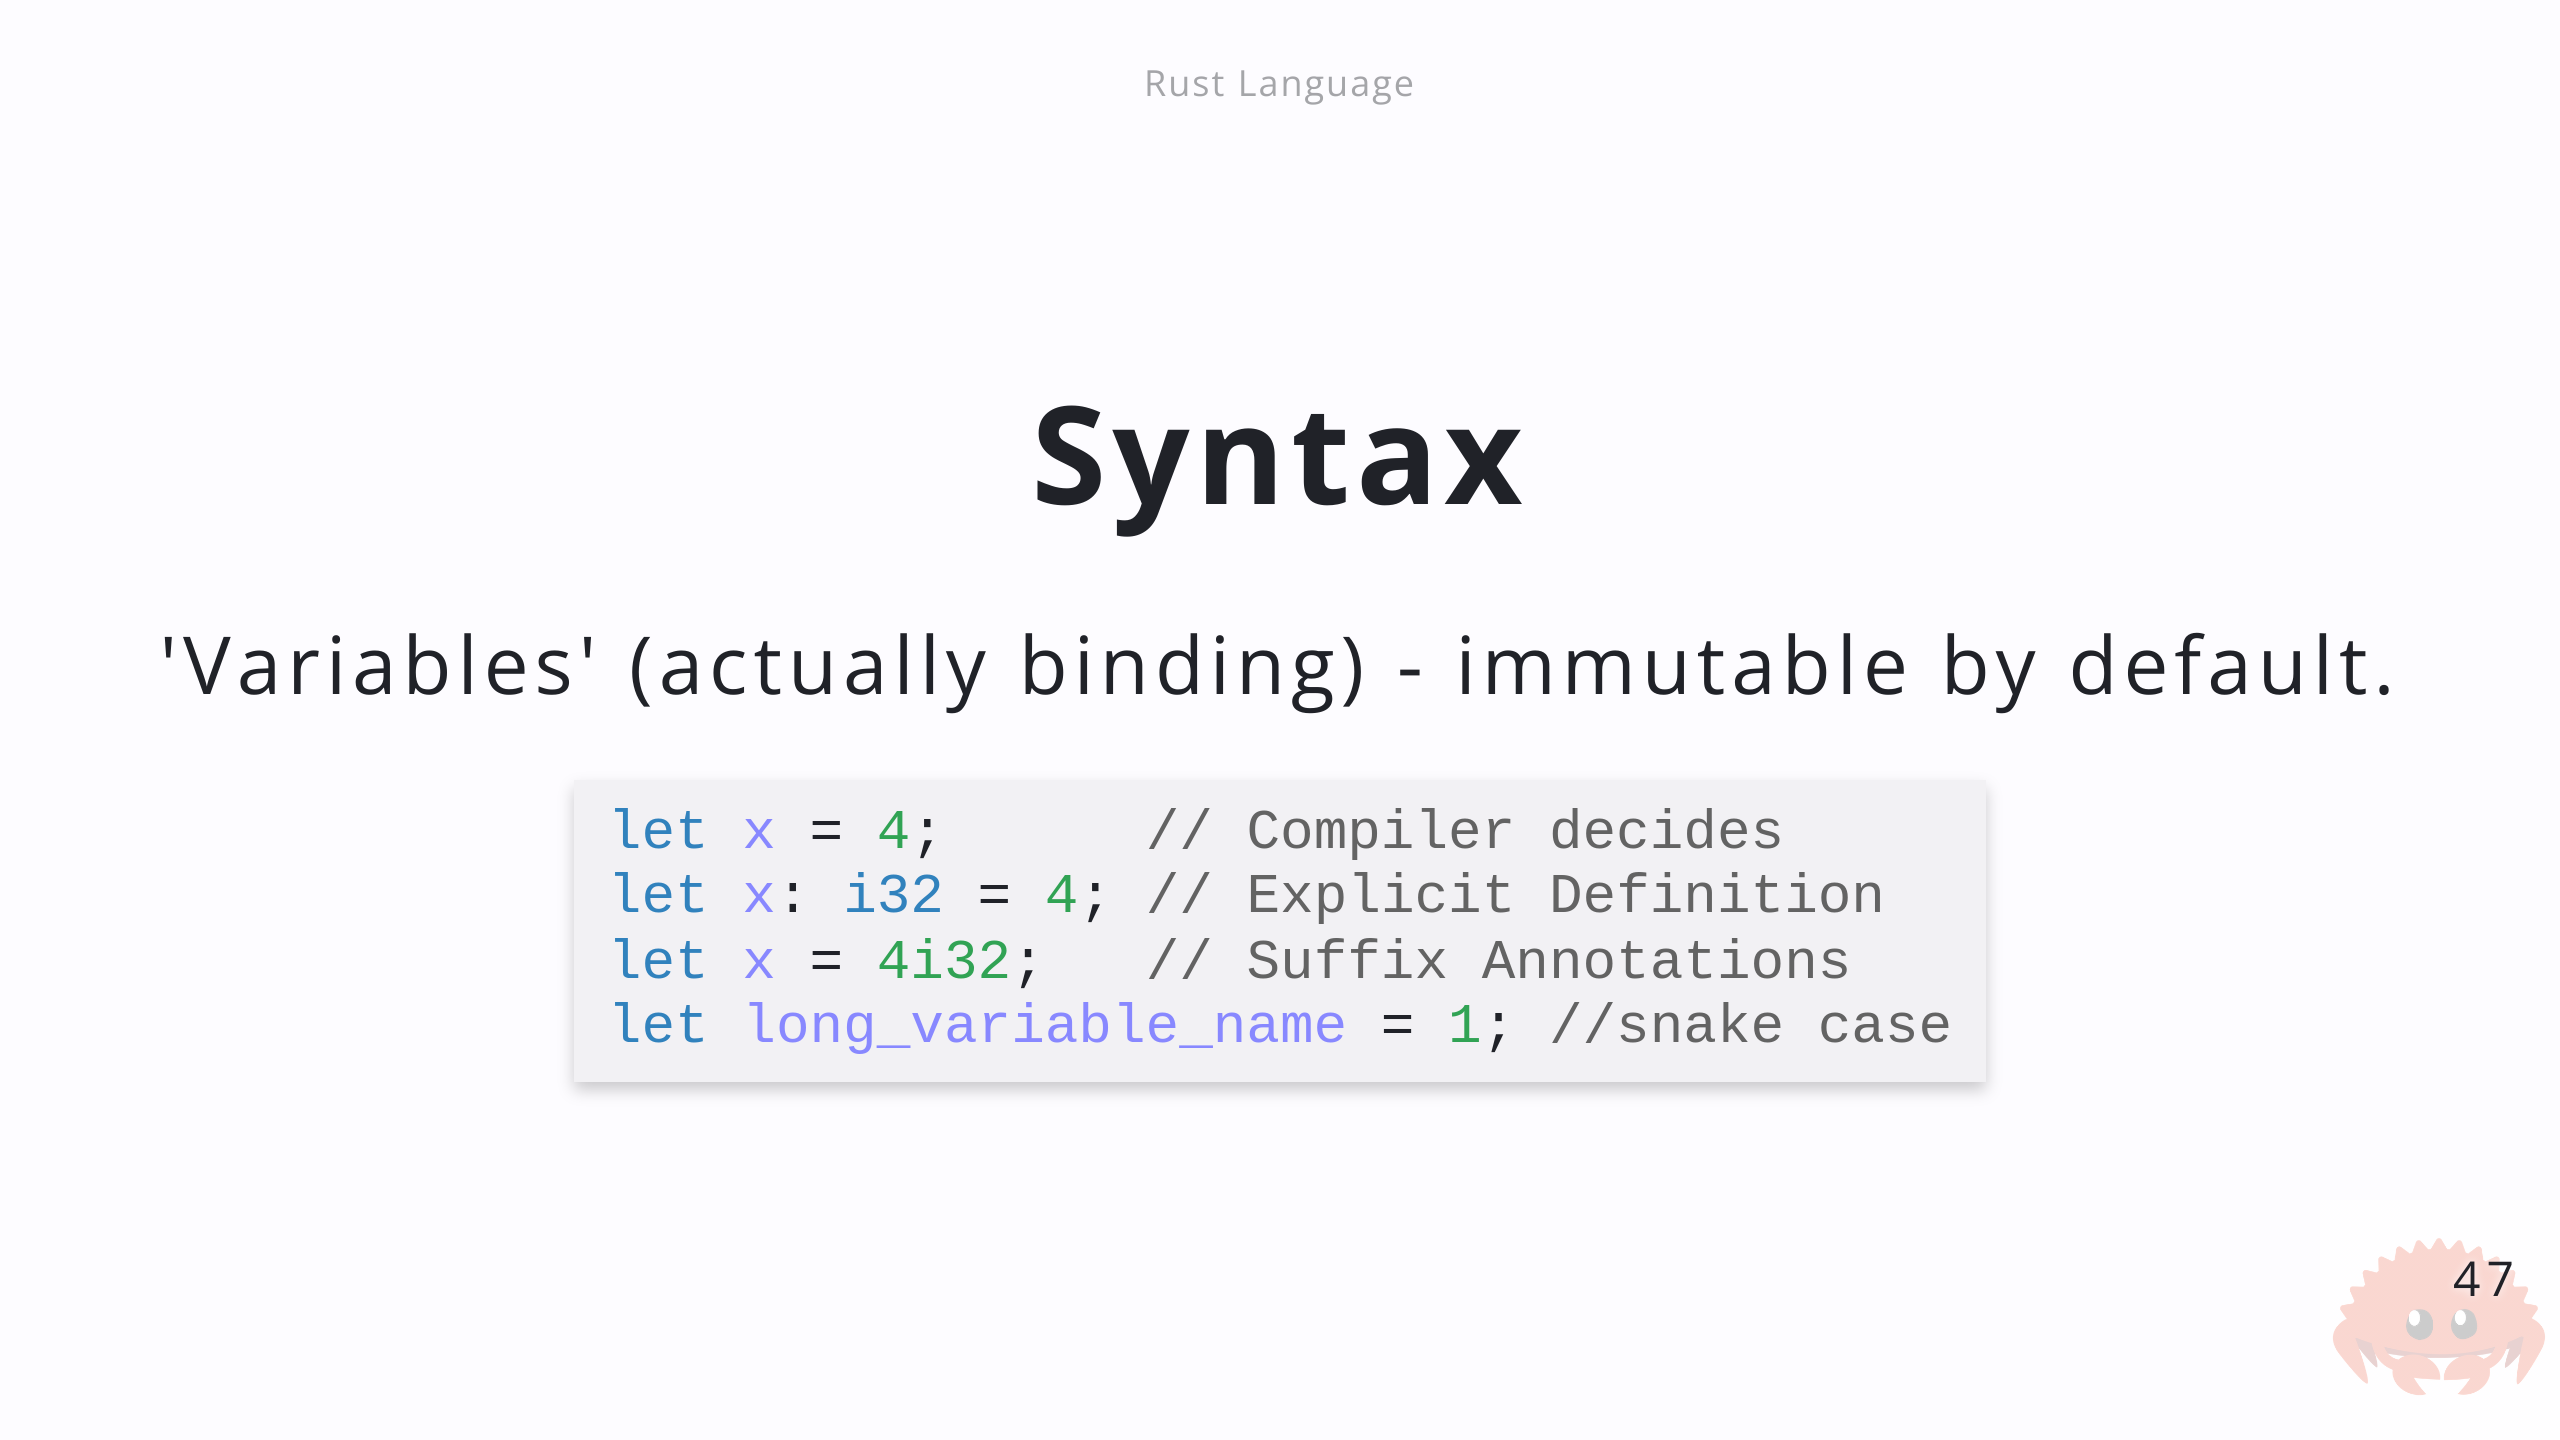 Rust Language
Syntax
'Variables' (actually binding) - immutable by default.
let x = 4;      // Compiler decides
let x: i32 = 4; // Explicit Definition
let x = 4i32;   // Suffix Annotations
let long_variable_name = 1; //snake case
47